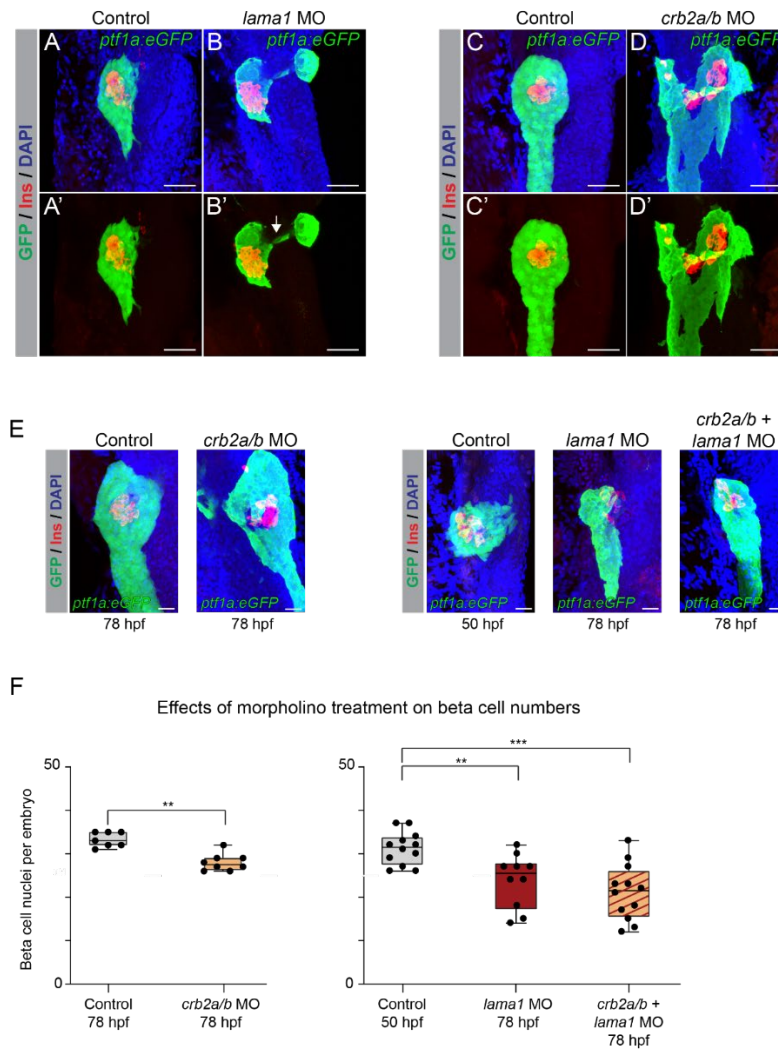 Control
lama1 MO
Control
crb2a/b MO
A
ptf1a:eGFP
B
ptf1a:eGFP
C
ptf1a:eGFP
D
ptf1a:eGFP
GFP / Ins / DAPI
GFP / Ins / DAPI
A'
B'
C'
D'
E
Control
crb2a/b MO
Control
lama1 MO
crb2a/b +
lama1 MO
GFP / Ins / DAPI
GFP / Ins / DAPI
ptf1a:eGFP
ptf1a:eGFP
ptf1a:eGFP
ptf1a:eGFP
ptf1a:eGFP
78 hpf
78 hpf
50 hpf
78 hpf
78 hpf
F
Effects of morpholino treatment on beta cell numbers
Beta cell nuclei per embryo
50
0
**
Control
78 hpf
crb2a/b MO
78 hpf
50
0
***
**
Control
50 hpf
lama1 MO
78 hpf
crb2a/b +
lama1 MO
78 hpf